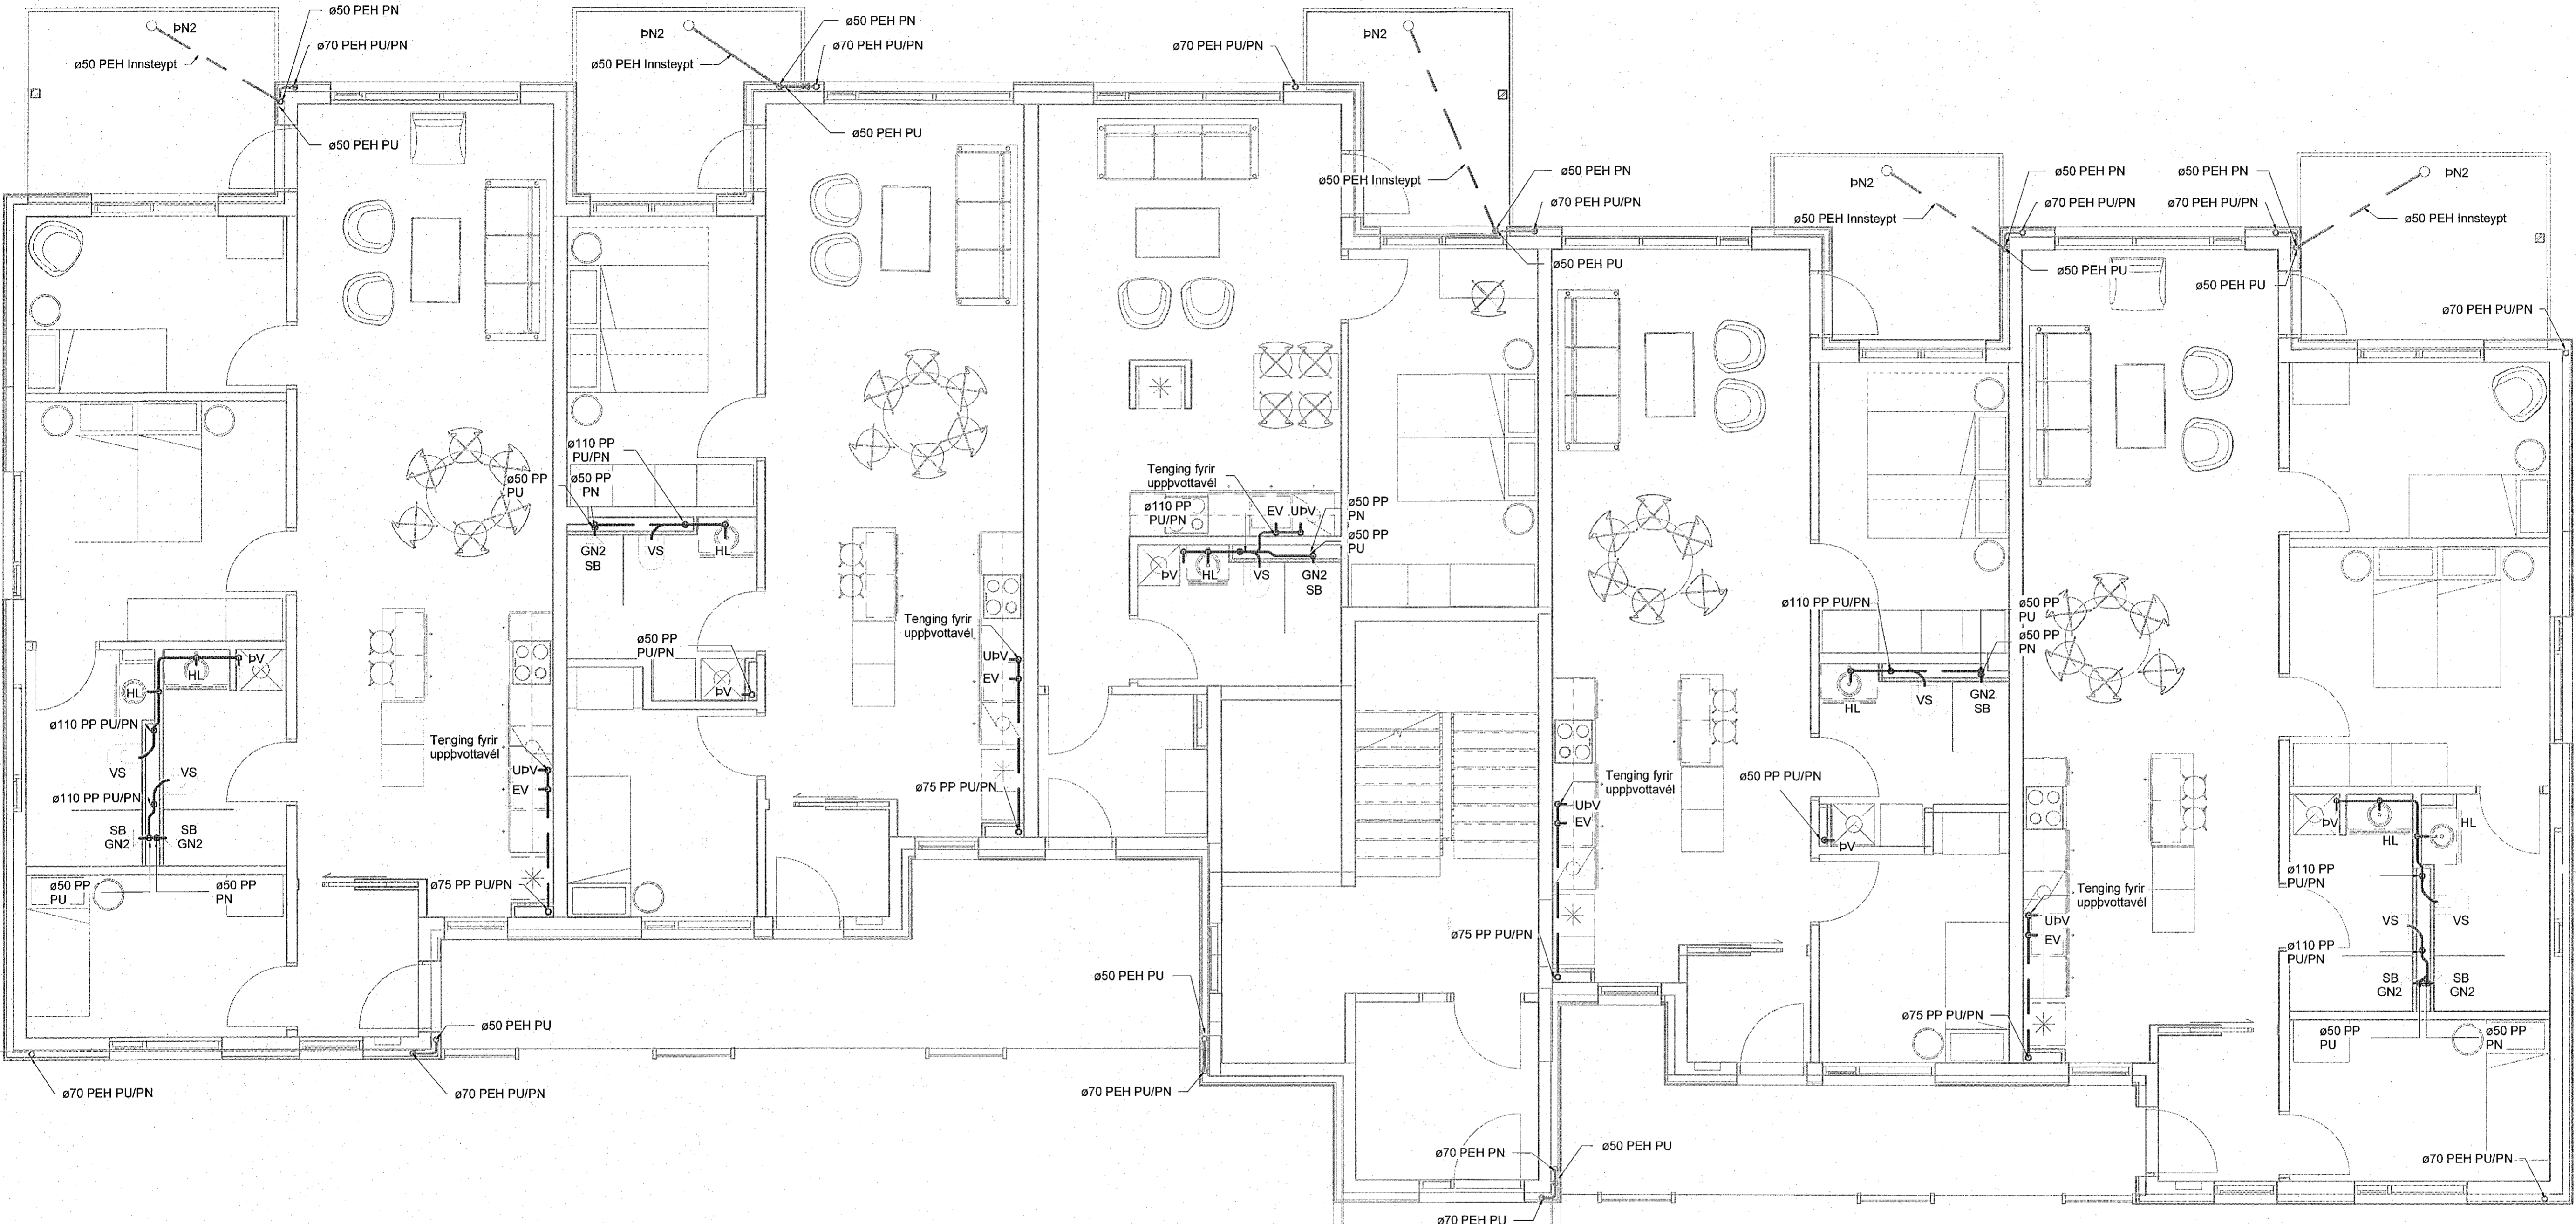 ø50 PEH PN
ÞN2
ø70 PEH PU/PN
ø50 PEH Innsteypt
ø50 PEH PU
ø50 PEH PN
ÞN2
ø70 PEH PU/PN
ø50 PEH Innsteypt
ø50 PEH PU
ø70 PEH PU/PN
ÞN2
ø50 PEH Innsteypt
ø50 PEH PN
ø70 PEH PU/PN
ø50 PEH PU
ÞN2
ø50 PEH Innsteypt
ø50 PEH PN
ø70 PEH PU/PN
ø50 PEH PU
ø50 PEH PN
ø70 PEH PU/PN
ø50 PEH PU
ÞN2
ø50 PEH Innsteypt
ø70 PEH PU/PN
ø110 PP
PU/PN
ø50 PP
PU
ø50 PP
PN
GN2
SB
VS
HL
Tenging fyrir
uppþvottavél
ø110 PP
PU/PN
EV
UÞV
ø50 PP
PN
ø50 PP
PU
ÞV
HL
VS
GN2
SB
ø110 PP PU/PN
ø50 PP
PU
ø50 PP
PN
HL
VS
GN2
SB
ø50 PP
PU/PN
ÞV
Tenging fyrir
uppþvottavél
UÞV
EV
ø75 PP PU/PN
HL
HL
ÞV
ø110 PP PU/PN
VS
VS
ø110 PP PU/PN
SB
GN2
SB
GN2
ø50 PP
PU
ø50 PP
PN
Tenging fyrir
uppþvottavél
UÞV
EV
ø75 PP PU/PN
Tenging fyrir
uppþvottavél
UÞV
EV
ø75 PP PU/PN
ø50 PP PU/PN
ÞV
Tenging fyrir
uppþvottavél
UÞV
EV
ø75 PP PU/PN
ÞV
HL
HL
ø110 PP
PU/PN
VS
VS
ø110 PP
PU/PN
SB
GN2
SB
GN2
ø50 PP
PU
ø50 PP
PN
ø50 PEH PU
ø70 PEH PU/PN
ø70 PEH PU/PN
ø50 PEH PU
ø70 PEH PU/PN
ø70 PEH PN
ø50 PEH PU
ø70 PEH PU
ø70 PEH PU/PN